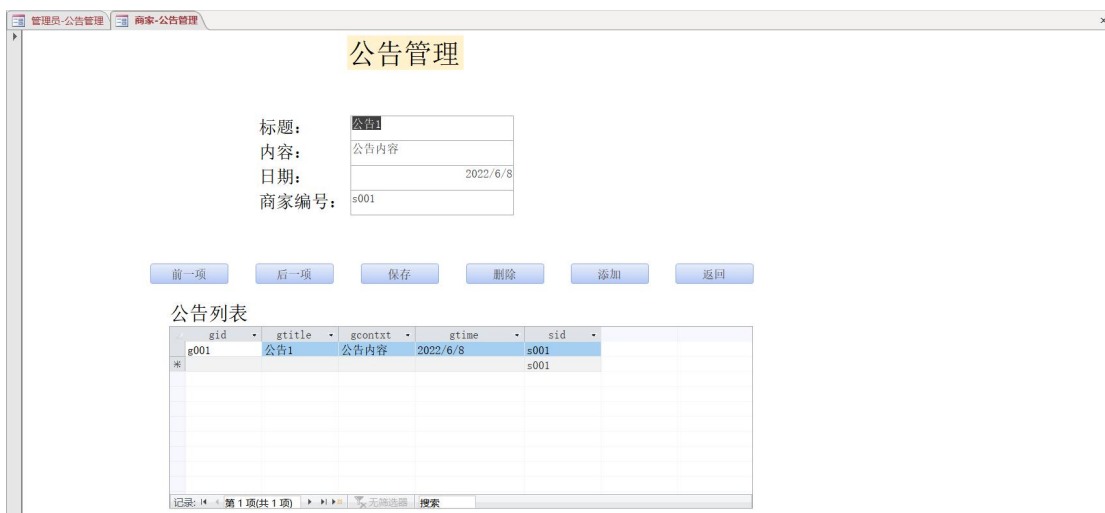 管理员-公告管理 商家-公告管理
公告管理
标题： 公告1
内容： 公告内容
日期： 2022/6/8
商家编号： s001
前一项 后一项 保存 删除 添加 返回
公告列表
gid gtitle gcontxt gtime sid
g001 公告1 公告内容 2022/6/8 s001
s001
记录: 第 1 项(共 1 项) 无筛选器 搜索